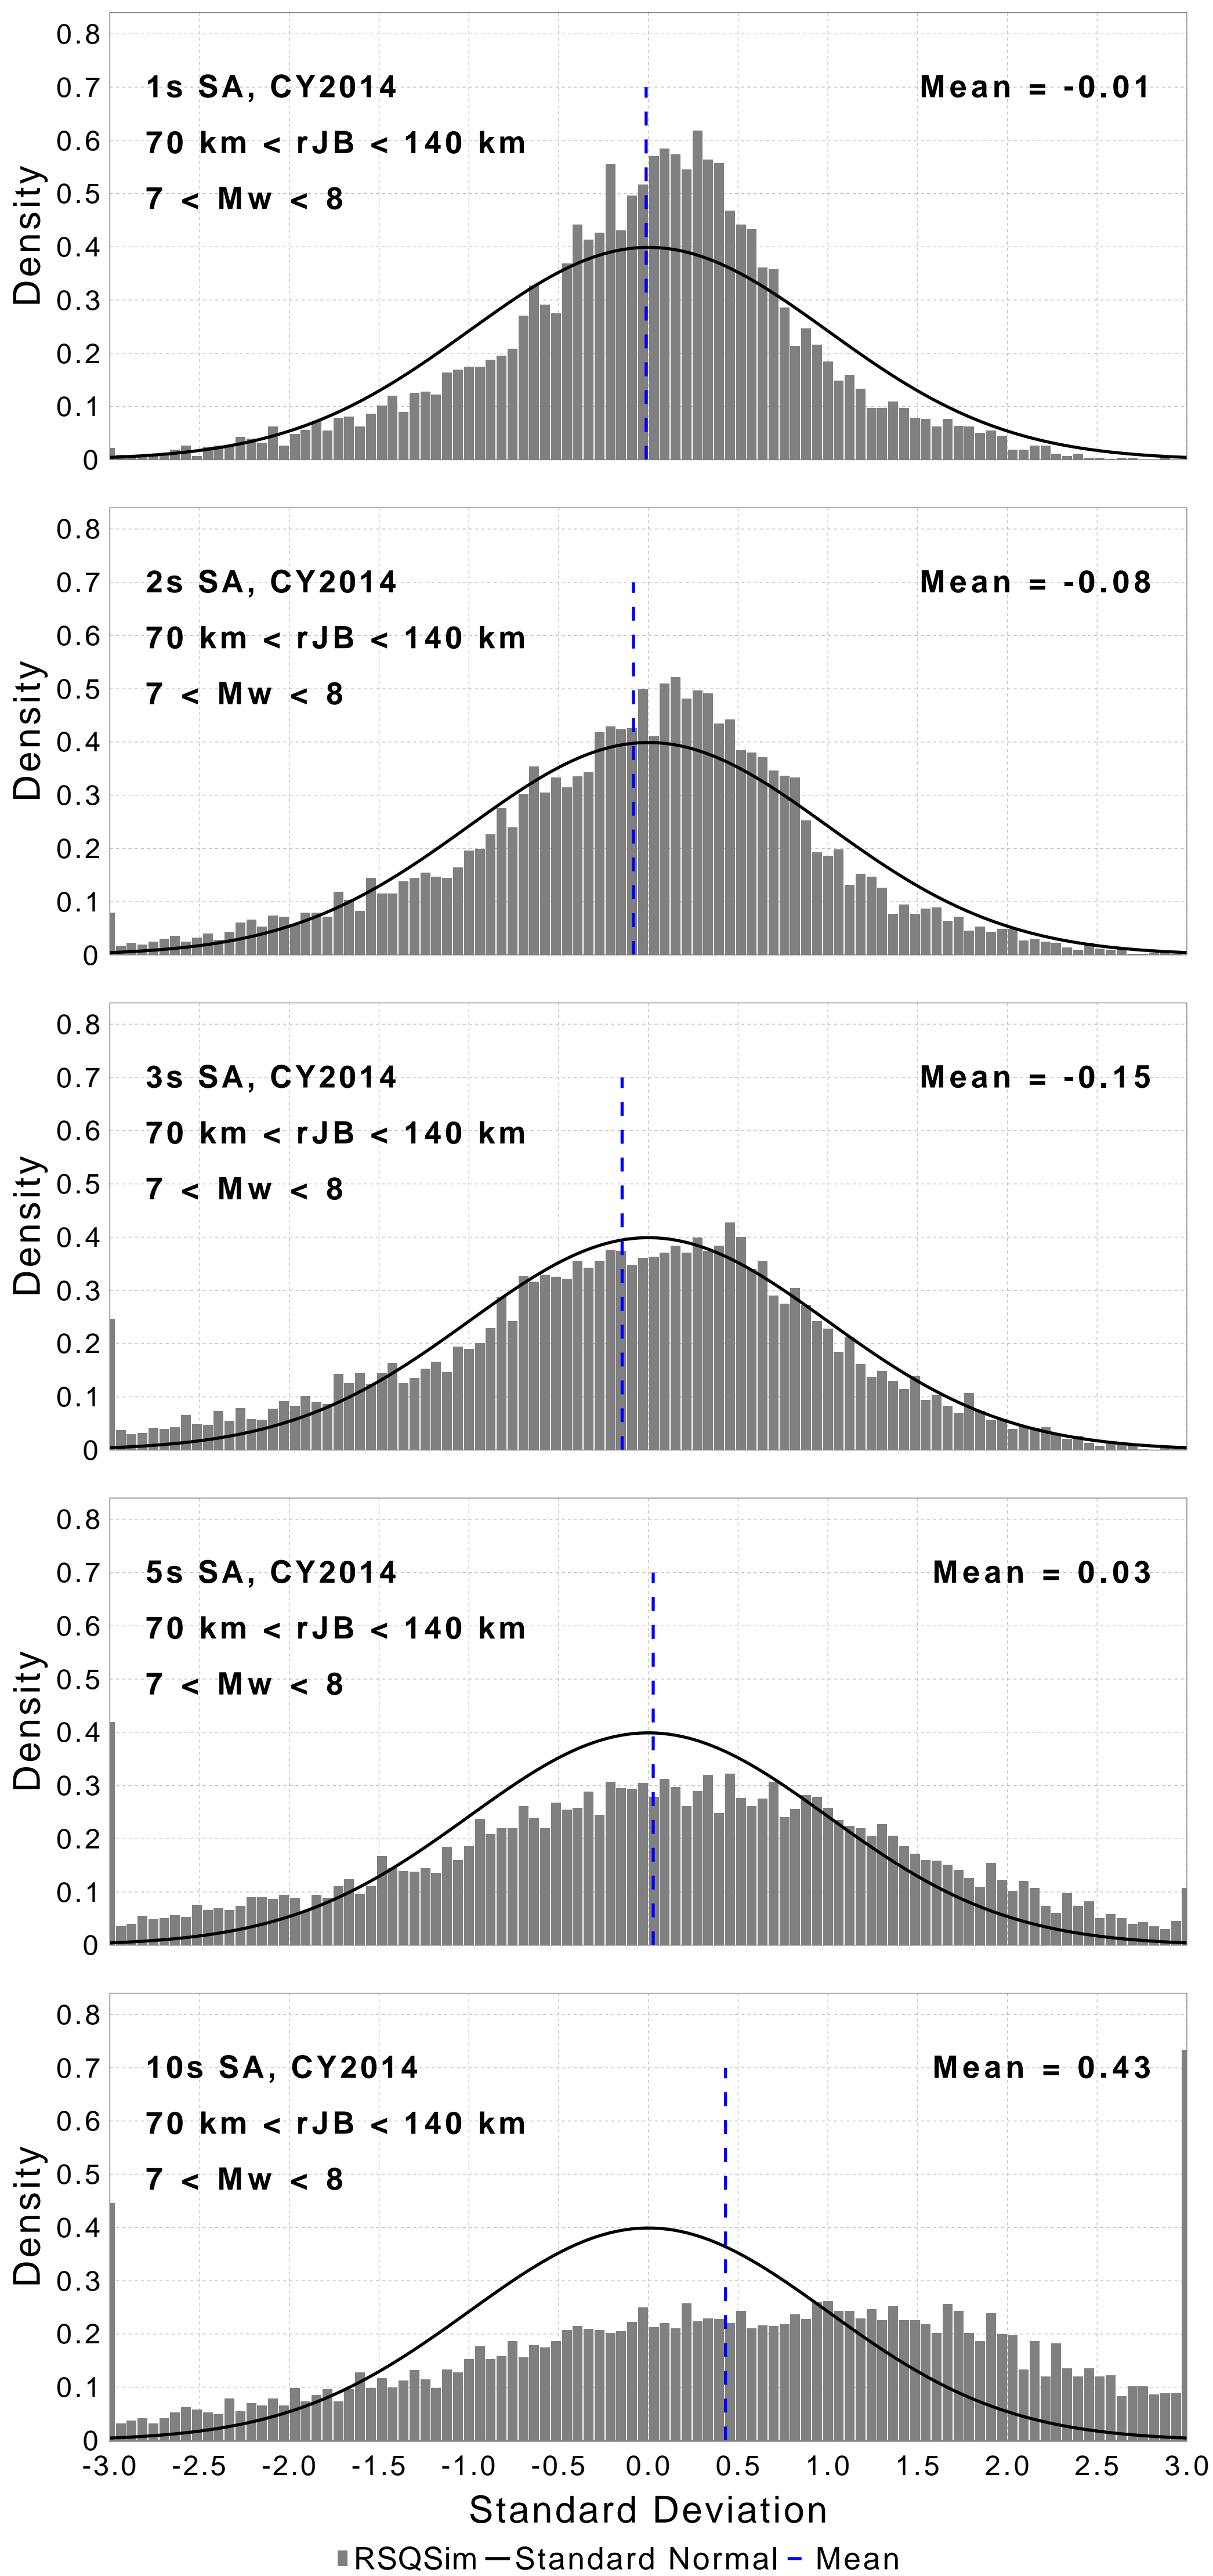 0.8
1s SA, CY2014 Mean = -0.01
0.7
70 km < rJB < 140 km
0.6
7 < Mw < 8
0.5
0.4
0.3
0.2
0.1
0
Density
0.8
2s SA, CY2014 Mean = -0.08
0.7
70 km < rJB < 140 km
0.6
7 < Mw < 8
0.5
0.4
0.3
0.2
0.1
0
Density
0.8
3s SA, CY2014 Mean = -0.15
0.7
70 km < rJB < 140 km
0.6
7 < Mw < 8
0.5
0.4
0.3
0.2
0.1
0
Density
0.8
5s SA, CY2014 Mean = 0.03
0.7
70 km < rJB < 140 km
0.6
7 < Mw < 8
0.5
0.4
0.3
0.2
0.1
0
Density
0.8
10s SA, CY2014 Mean = 0.43
0.7
70 km < rJB < 140 km
0.6
7 < Mw < 8
0.5
0.4
0.3
0.2
0.1
0
Density
-3.0 -2.5 -2.0 -1.5 -1.0 -0.5 0.0 0.5 1.0 1.5 2.0 2.5 3.0
Standard Deviation
RSQSim Standard Normal Mean